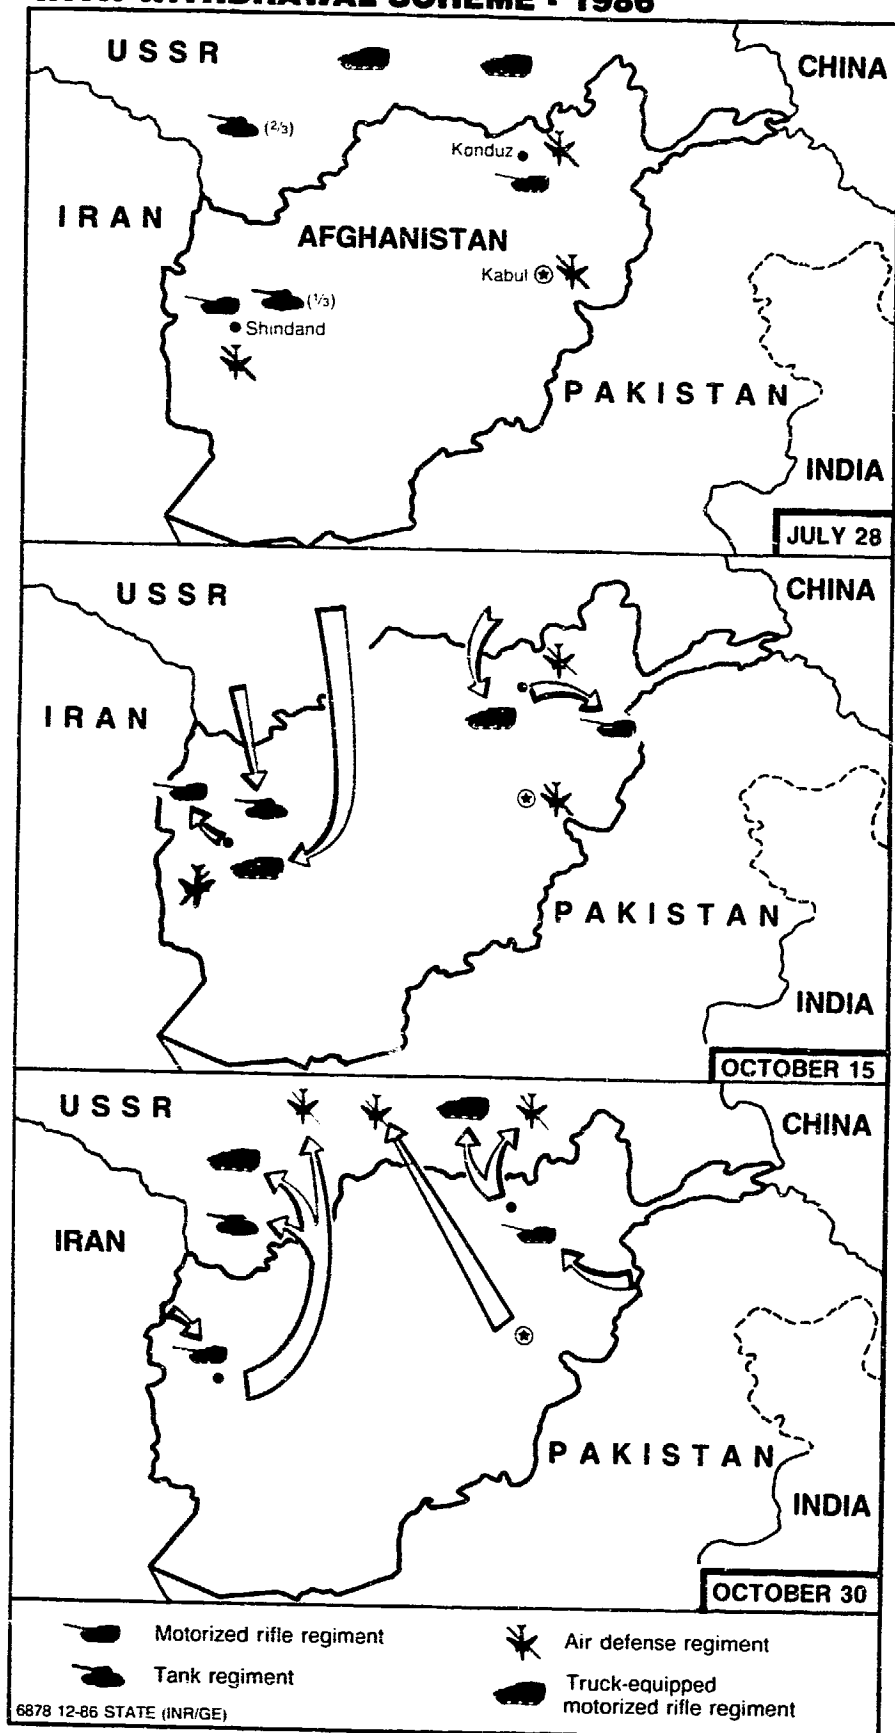 SCHEME - 1986
USSR
CHINA
(2/3)
Konduz
IRAN
AFGHANISTAN
Kabul
(1/3)
Shindand
PAKISTAN
INDIA
JULY 28
USSR
CHINA
IRAN
PAKISTAN
INDIA
OCTOBER 15
USSR
CHINA
IRAN
PAKISTAN
INDIA
OCTOBER 30
Motorized rifle regiment
Air defense regiment
Tank regiment
Truck-equipped
motorized rifle regiment
6878 12-86 STATE (INR/GE)